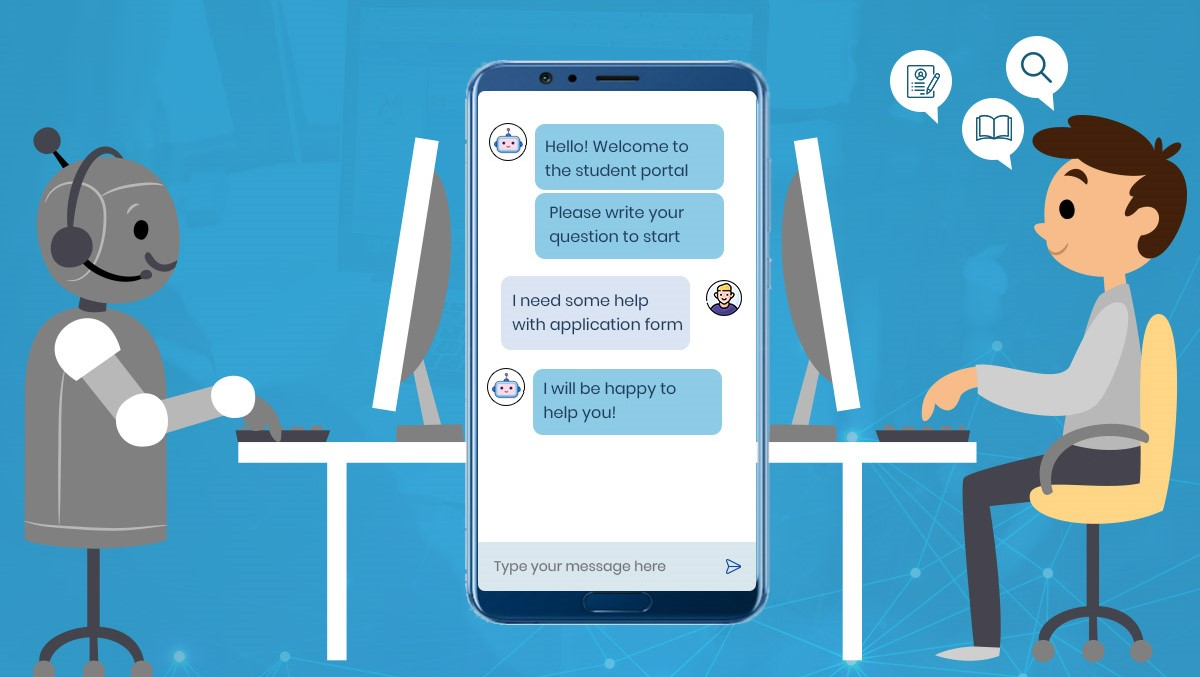 Hello! Welcome to
the student portal
Please write your
question to start
I need some help
with application form
I will be happy to
help you!
Type your message here